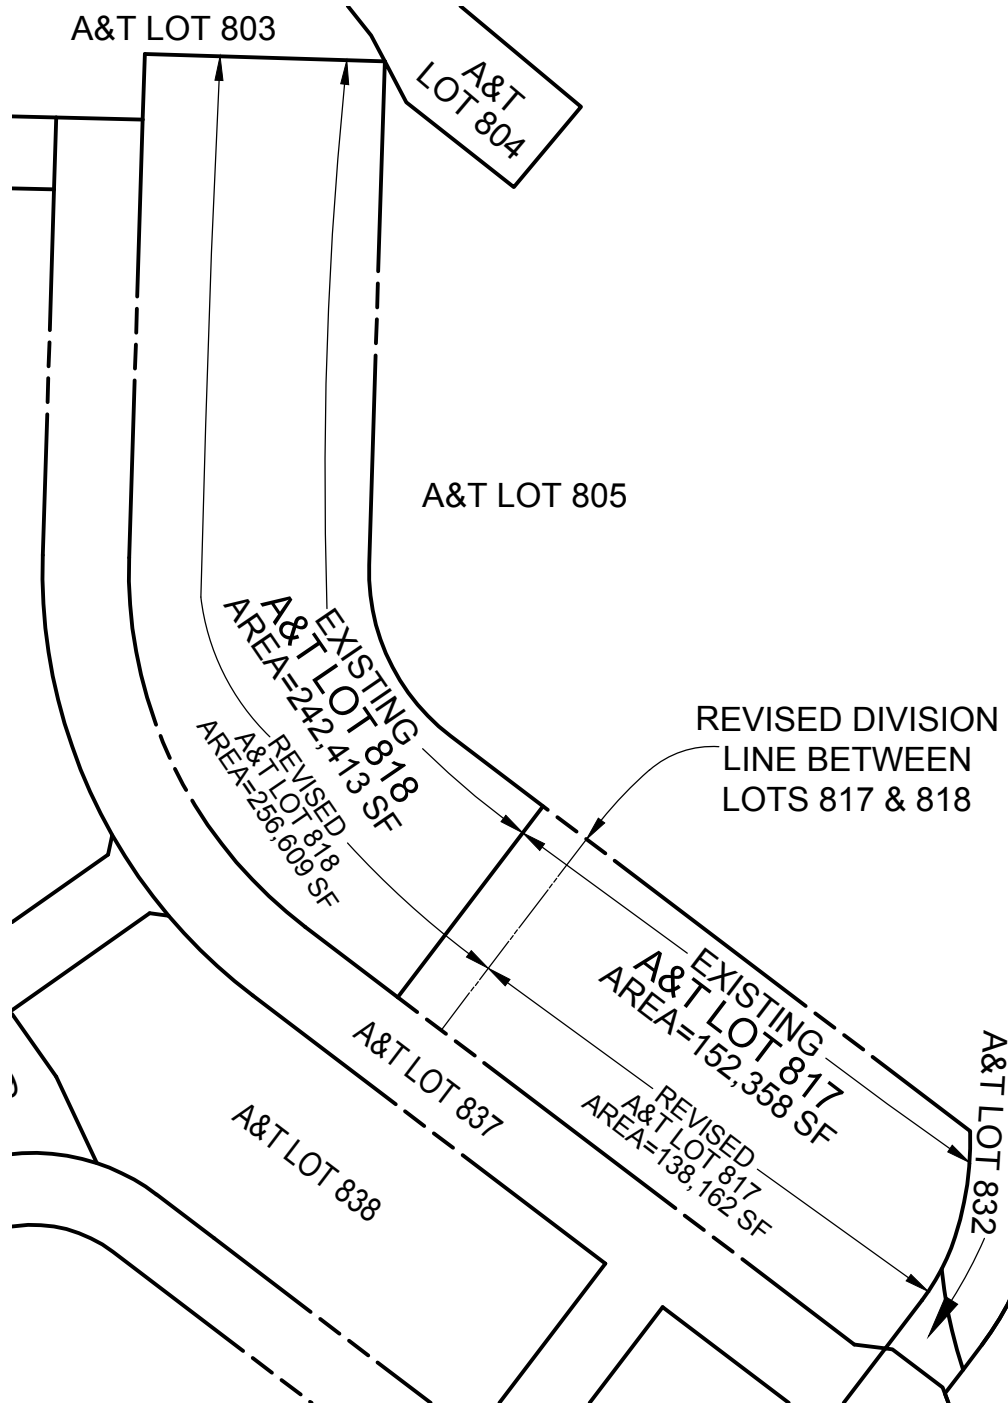 A&T LOT 803
A&T
LOT 804
A&T LOT 805
EXISTING
A&T LOT 818
AREA=242,413 SF
REVISED
A&T LOT 818
AREA=256,609 SF
REVISED DIVISION
LINE BETWEEN
LOTS 817 & 818
EXISTING
A&T LOT 817
AREA=152,358 SF
REVISED
A&T LOT 817
AREA=138,162 SF
A&T LOT 832
A&T LOT 837
A&T LOT 838